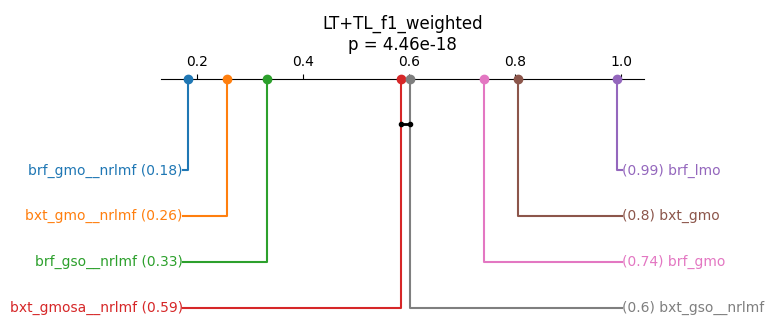 LT+TL_f1_weighted
p = 4.46e-18
0.2 0.4 0.6 0.8 1.0
brf_gmo__nrlmf (0.18) (0.99) brf_lmo
bxt_gmo__nrlmf (0.26) (0.8) bxt_gmo
brf_gso__nrlmf (0.33) (0.74) brf_gmo
bxt_gmosa__nrlmf (0.59) (0.6) bxt_gso__nrlmf